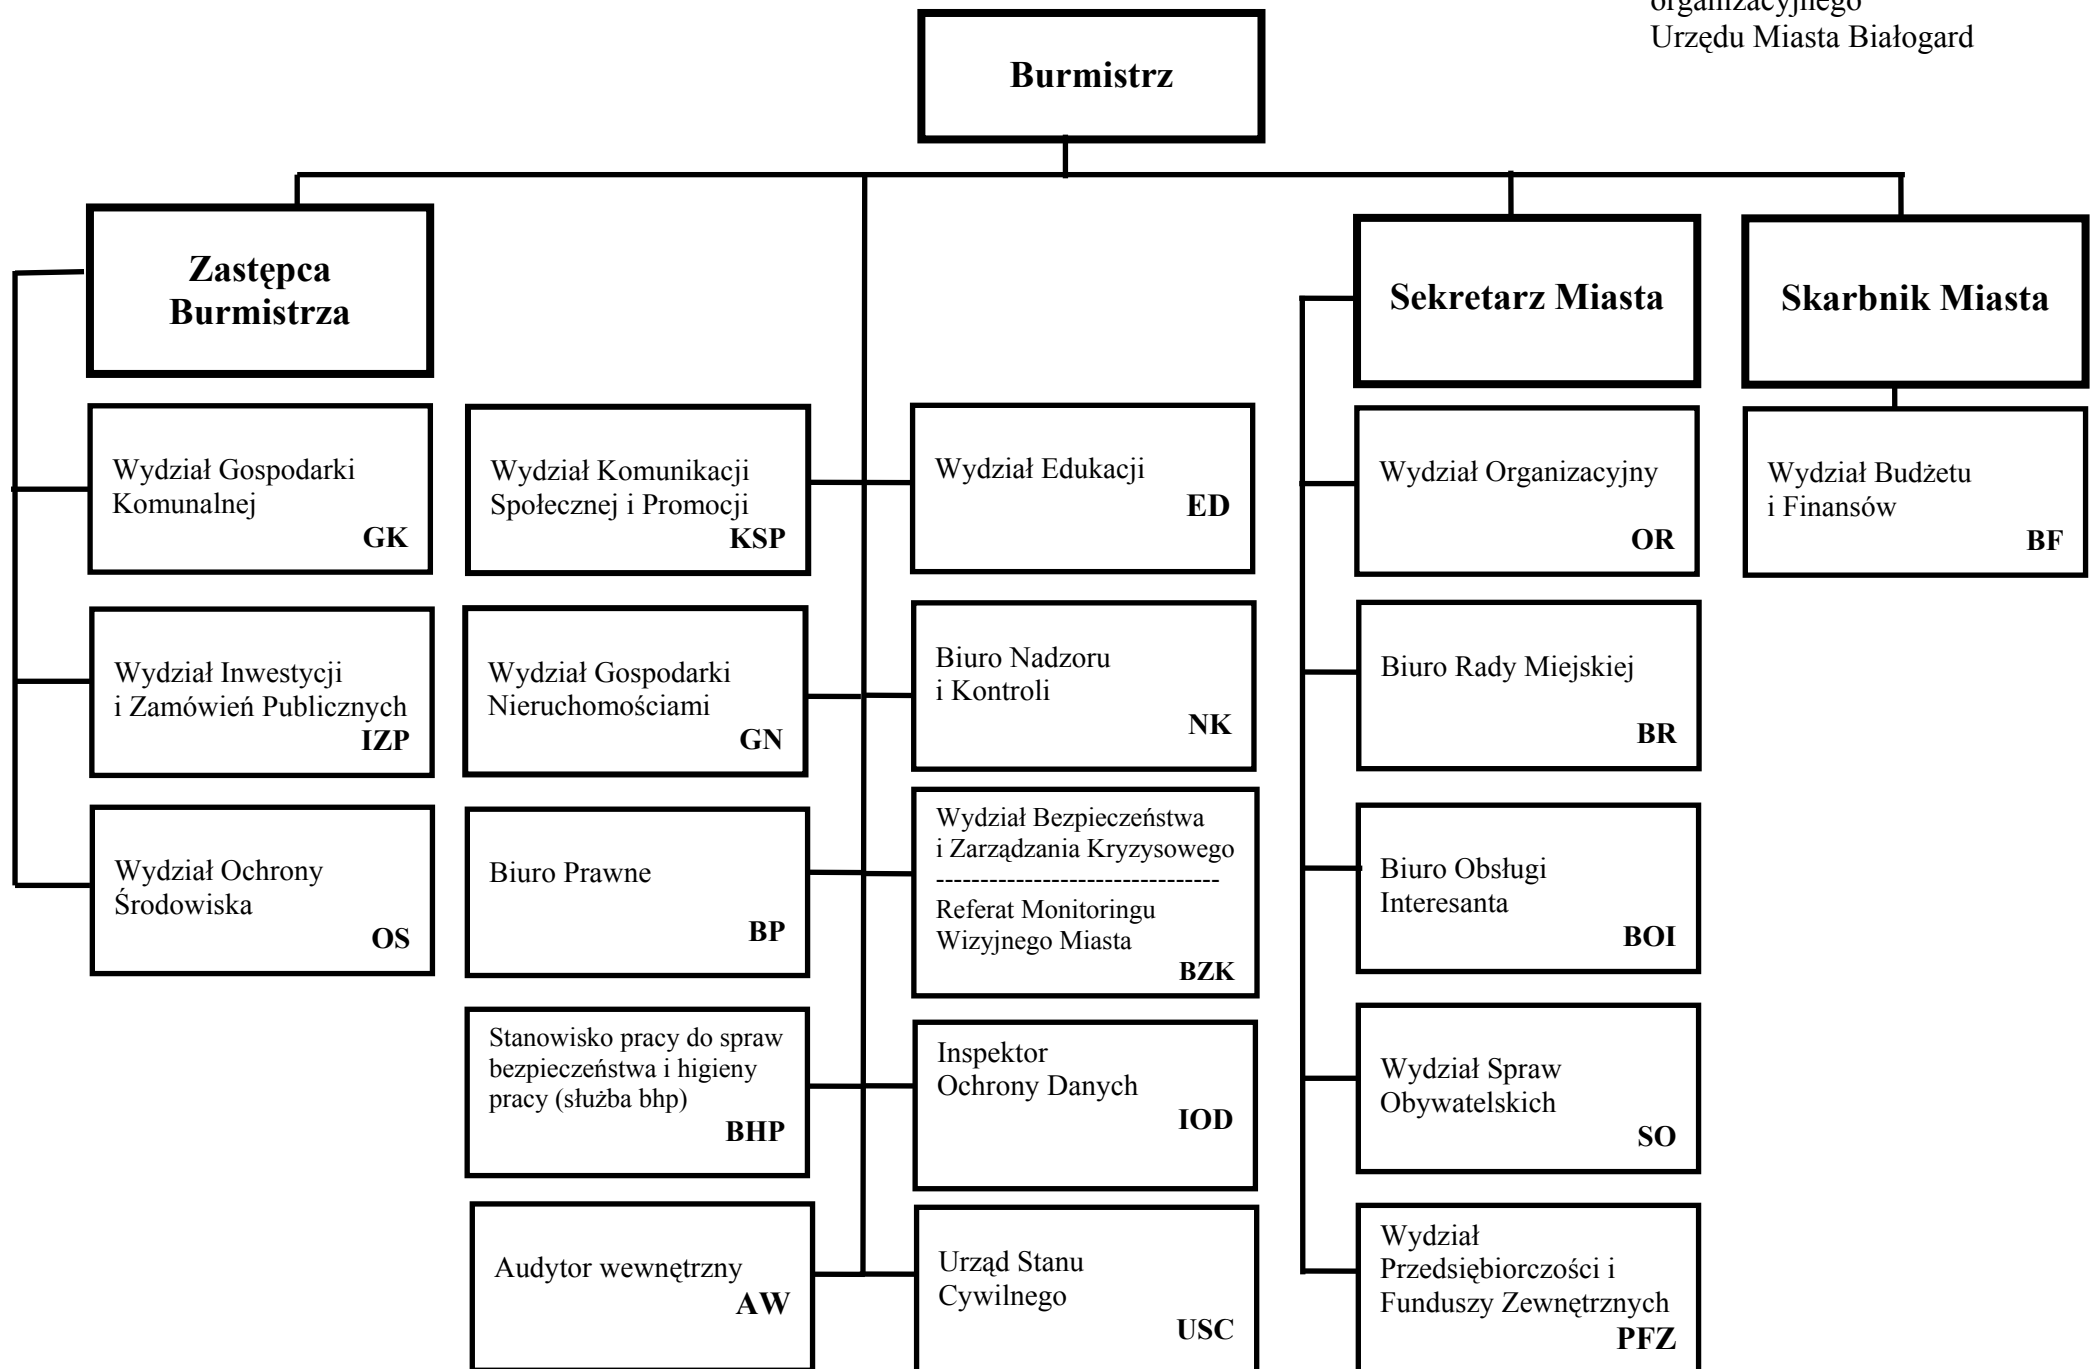 organizacyjnego
Urzędu Miasta Białogard
Burmistrz
Zastępca
Burmistrza
Sekretarz Miasta
Skarbnik Miasta
Wydział Gospodarki
Komunalnej
GK
Wydział Inwestycji
i Zamówień Publicznych
IZP
Wydział Ochrony
Środowiska
OS
Wydział Komunikacji
Społecznej i Promocji
KSP
Wydział Gospodarki
Nieruchomościami
GN
Biuro Prawne
BP
Stanowisko pracy do spraw
bezpieczeństwa i higieny
pracy (służba bhp)
BHP
Audytor wewnętrzny
AW
Wydział Edukacji
ED
Biuro Nadzoru
i Kontroli
NK
Wydział Bezpieczeństwa
i Zarządzania Kryzysowego
--------------------------------
Referat Monitoringu
Wizyjnego Miasta
BZK
Inspektor
Ochrony Danych
IOD
Urząd Stanu
Cywilnego
USC
Wydział Organizacyjny
OR
Biuro Rady Miejskiej
BR
Biuro Obsługi
Interesanta
BOI
Wydział Spraw
Obywatelskich
SO
Wydział
Przedsiębiorczości i
Funduszy Zewnętrznych
PFZ
Wydział Budżetu
i Finansów
BF